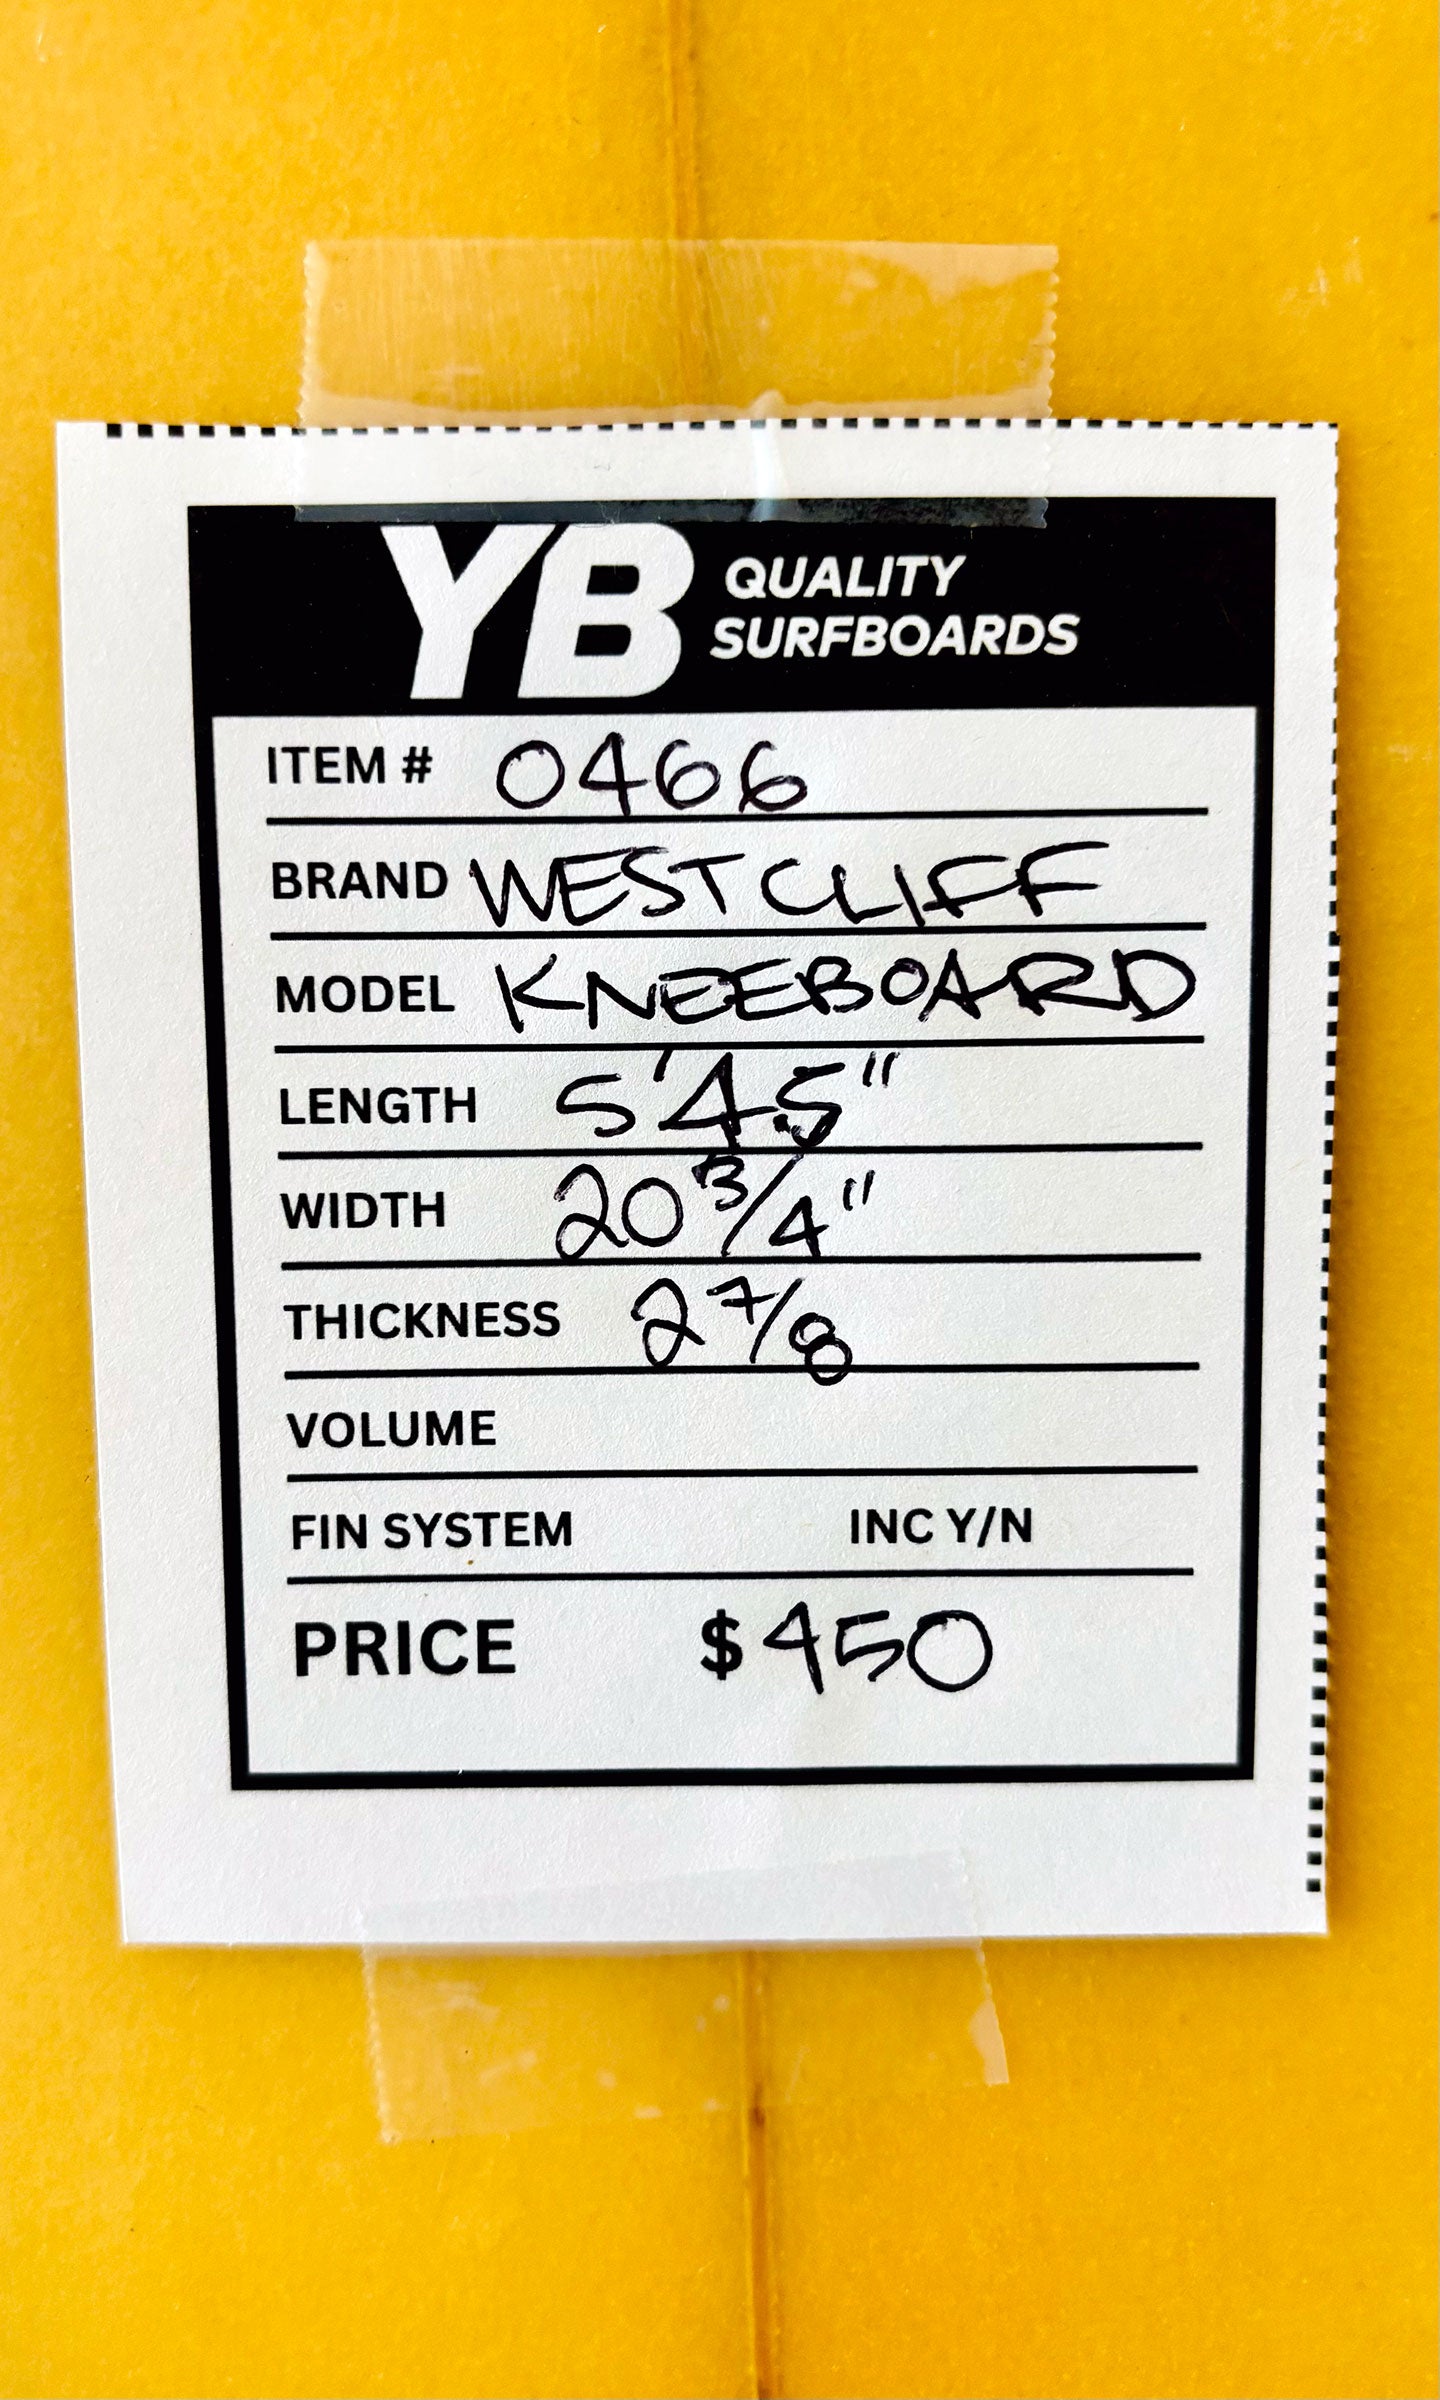 YB QUALITY
SURFBOARDS
ITEM # 0466
BRAND WESTCLIFF
MODEL KNEEBOARD
LENGTH 5'4.5"
WIDTH 20 3/4"
THICKNESS 2 7/8
VOLUME
FIN SYSTEM INC Y/N
PRICE $450